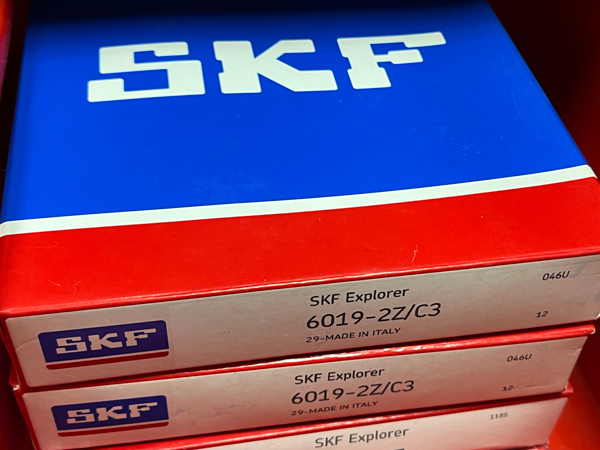 SKF
SKF Explorer
046U
6019-2Z/C3
12
29-MADE IN ITALY
SKF
SKF Explorer
046U
6019-2Z/C3
12
29-MADE IN ITALY
SKF
SKF Explorer
118S